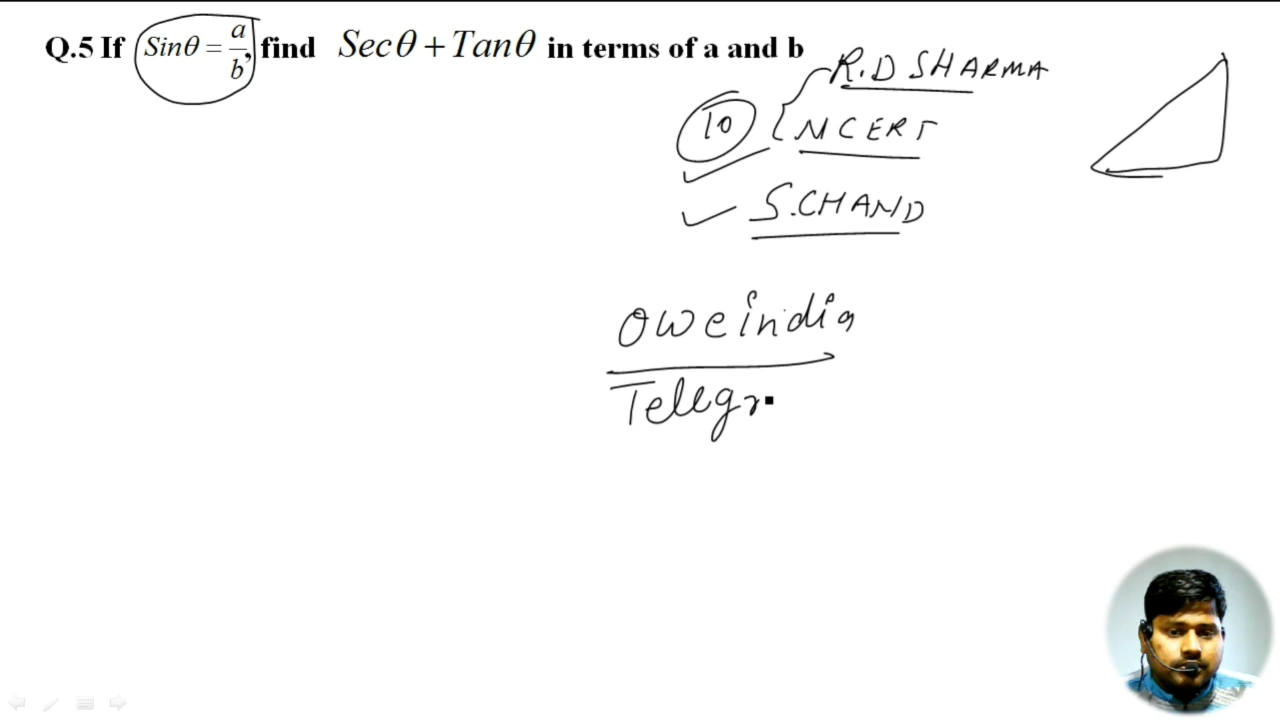 Q.5 If Sinθ = a/b, find Secθ + Tanθ in terms of a and b
R.D SHARMA
10 NCERT
S.CHAND
Oweindia
Telegr